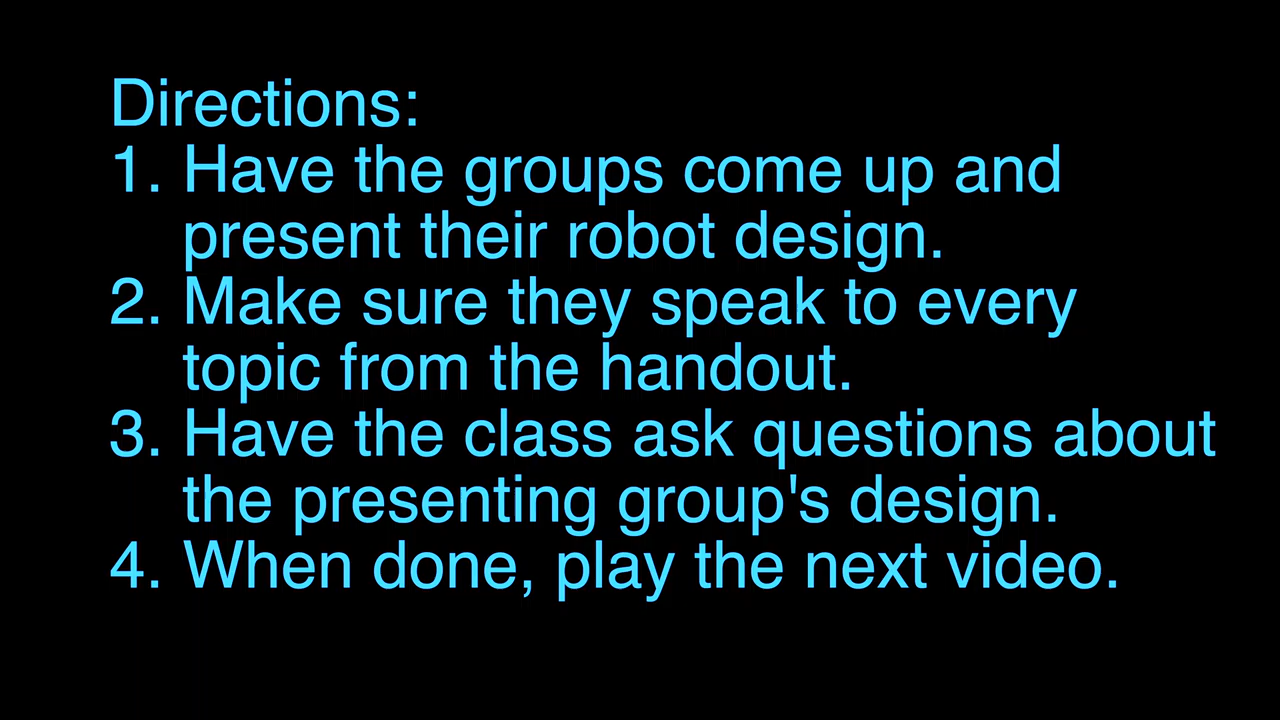 Directions:
1. Have the groups come up and
present their robot design.
2. Make sure they speak to every
topic from the handout.
3. Have the class ask questions about
the presenting group's design.
4. When done, play the next video.